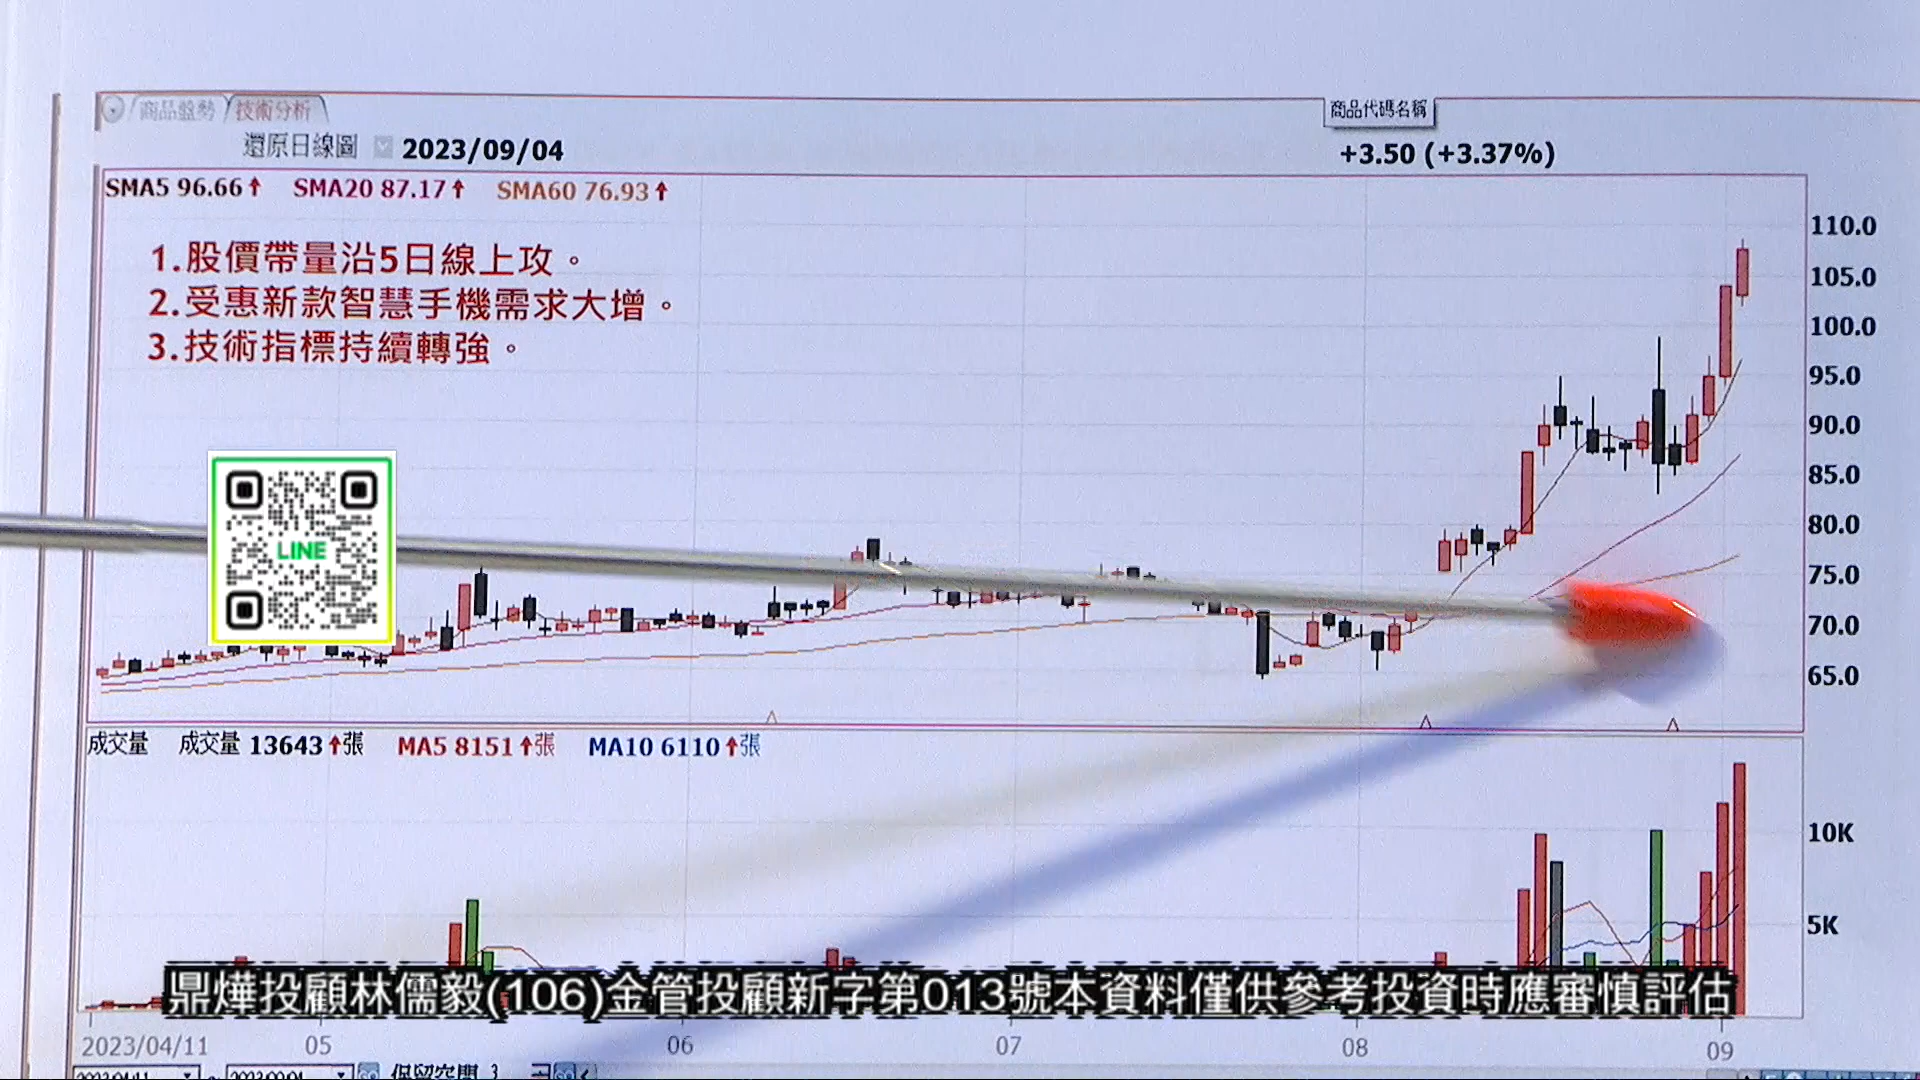 商品盤勢 技術分析
商品代碼名稱
還原日線圖 2023/09/04
+3.50 (+3.37%)
SMA5 96.66↑ SMA20 87.17↑ SMA60 76.93↑
1.股價帶量沿5日線上攻。
2.受惠新款智慧手機需求大增。
3.技術指標持續轉強。
110.0
105.0
100.0
95.0
90.0
85.0
80.0
75.0
70.0
65.0
LINE
成交量 成交量 13643↑張 MA5 8151↑張 MA10 6110↑張
10K
5K
鼎燁投顧林儒毅(106)金管投顧新字第013號本資料僅供參考投資時應審慎評估
2023/04/11 05 06 07 08 09
保留空間 3